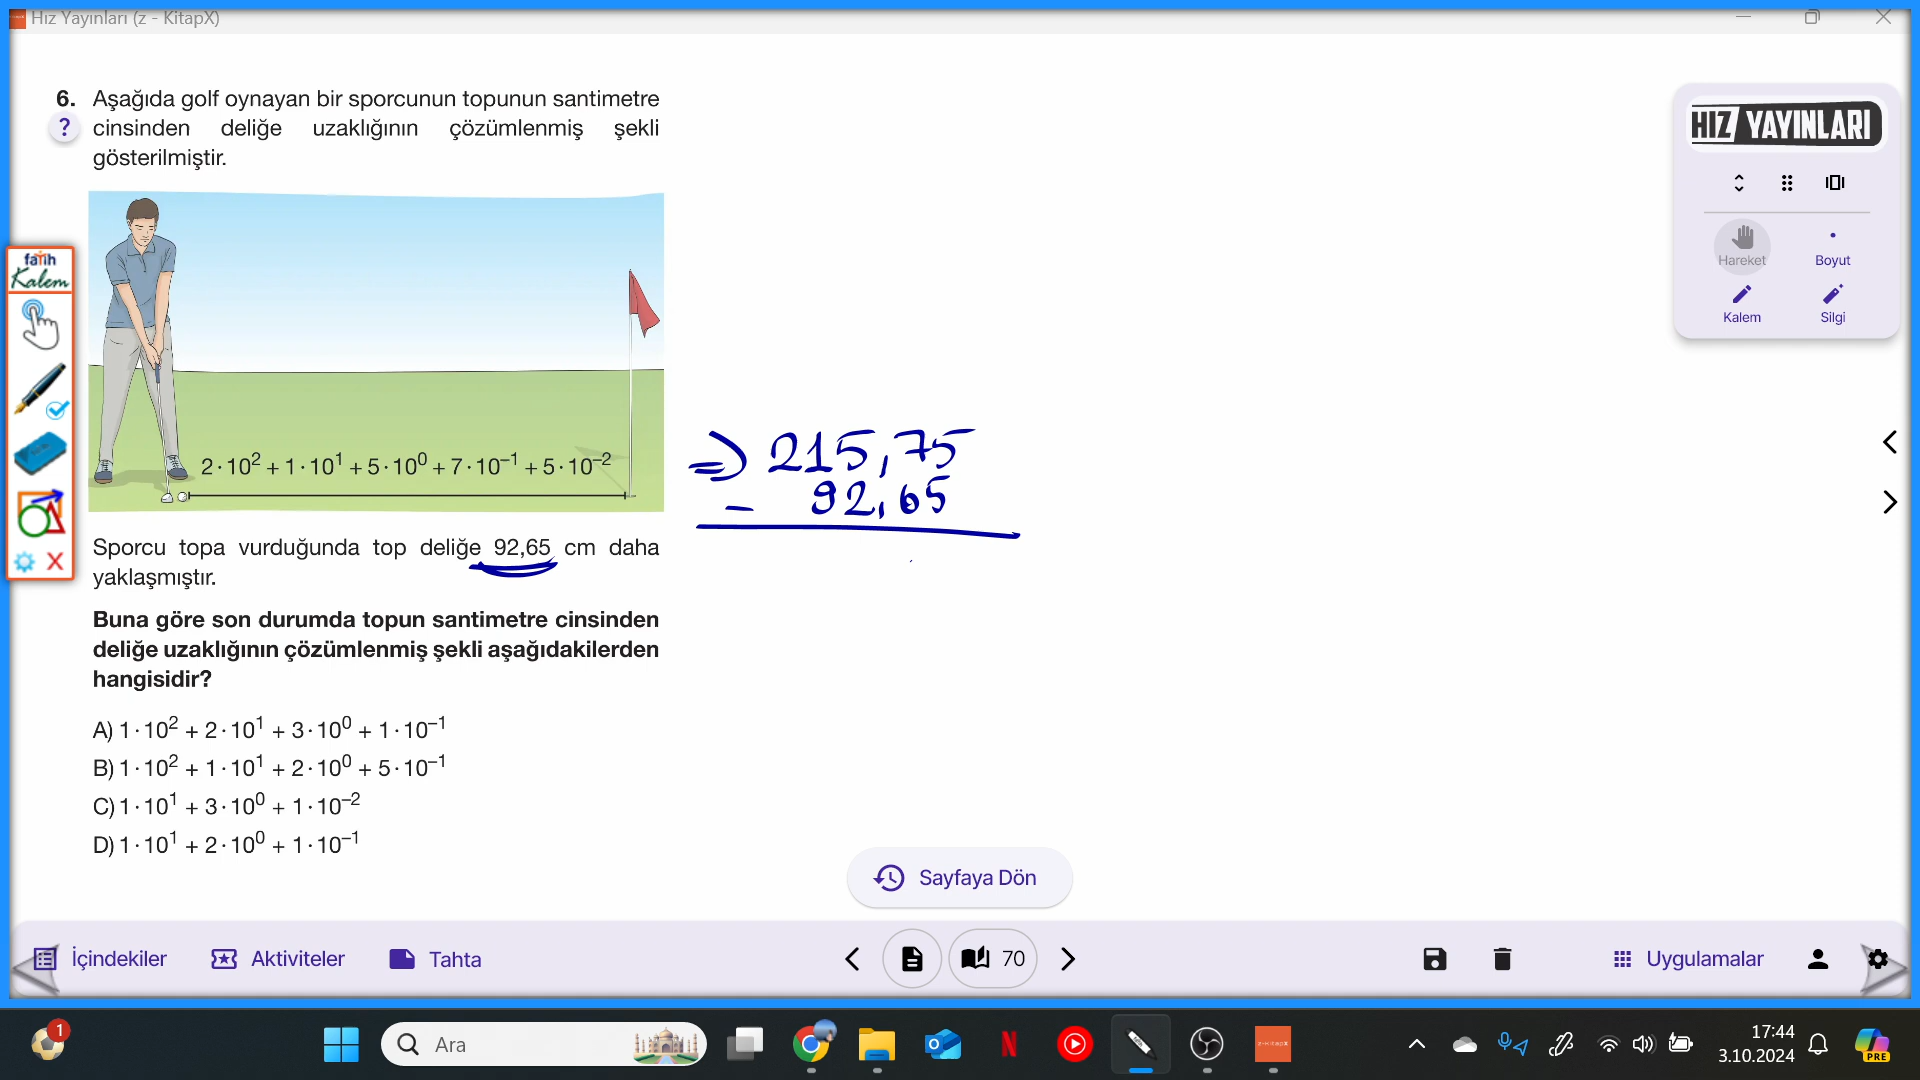 Hız Yayınları (z - KitapX)
6. Aşağıda golf oynayan bir sporcunun topunun santimetre
? cinsinden deliğe uzaklığının çözümlenmiş şekli
gösterilmiştir.
HIZ YAYINLARI
Hareket
Boyut
Kalem
Silgi
fatih
Kalem
2·10² + 1·10¹ + 5·10⁰ + 7·10⁻¹ + 5·10⁻²
⇒ 215,75
- 92,65
Sporcu topa vurduğunda top deliğe 92,65 cm daha
yaklaşmıştır.
Buna göre son durumda topun santimetre cinsinden
deliğe uzaklığının çözümlenmiş şekli aşağıdakilerden
hangisidir?
A) 1·10² + 2·10¹ + 3·10⁰ + 1·10⁻¹
B) 1·10² + 1·10¹ + 2·10⁰ + 5·10⁻¹
C) 1·10¹ + 3·10⁰ + 1·10⁻²
D) 1·10¹ + 2·10⁰ + 1·10⁻¹
Sayfaya Dön
İçindekiler
Aktiviteler
Tahta
70
Uygulamalar
1
Ara
17:44
3.10.2024
PRE